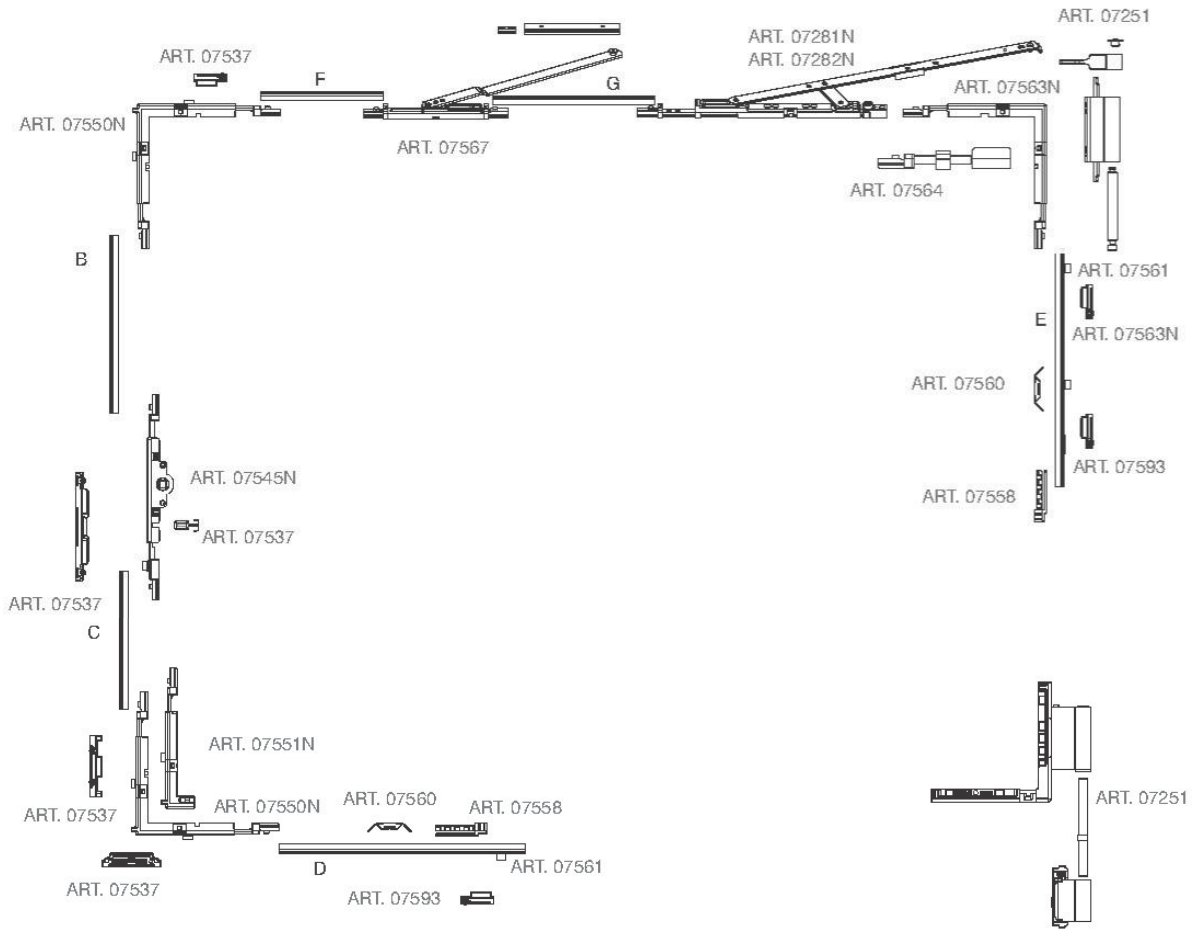 ART. 07251
ART. 07281N
ART. 07282N
ART. 07537
F
G
ART. 07563N
ART. 07550N
ART. 07567
ART. 07564
B
ART. 07561
E
ART. 07563N
ART. 07560
ART. 07593
ART. 07545N
ART. 07558
ART. 07537
ART. 07537
C
ART. 07551N
ART. 07550N
ART. 07560
ART. 07558
ART. 07251
ART. 07537
D
ART. 07561
ART. 07537
ART. 07593